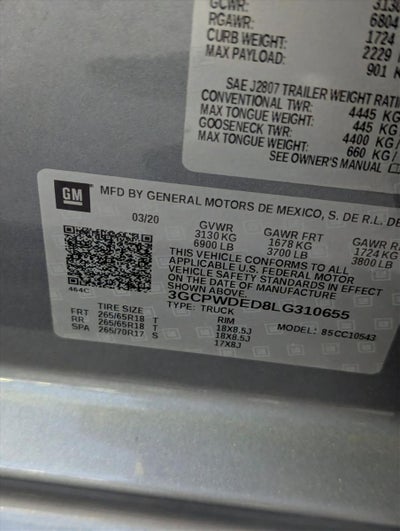 GCWR:
RGAWR: 6804
CURB WEIGHT: 1724
MAX PAYLOAD: 2229
901 K
SAE J2807 TRAILER WEIGHT RATI
CONVENTIONAL TWR: 4445 KG
MAX TONGUE WEIGHT: 445 KG
GOOSENECK TWR: 4400 KG/
MAX TONGUE WEIGHT: 660 KG/
SEE OWNER'S MANUAL
GM MFD BY GENERAL MOTORS DE MEXICO, S. DE R.L. DE
03/20 GVWR GAWR FRT GAWR R
3130 KG 1678 KG 1724 KG
6900 LB 3700 LB 3800 LB
THIS VEHICLE CONFORMS TO ALL
APPLICABLE U.S. FEDERAL MOTOR
VEHICLE SAFETY STANDARDS IN EFFECT
SHOWN ABOVE.
464C 3GCPWDED8LG310655
TYPE: TRUCK MODEL: 85CC10543
TIRE SIZE RIM
FRT 265/65R18 T 18X8.5J
RR 265/65R18 T 18X8.5J
SPA 265/70R17 S 17X8J